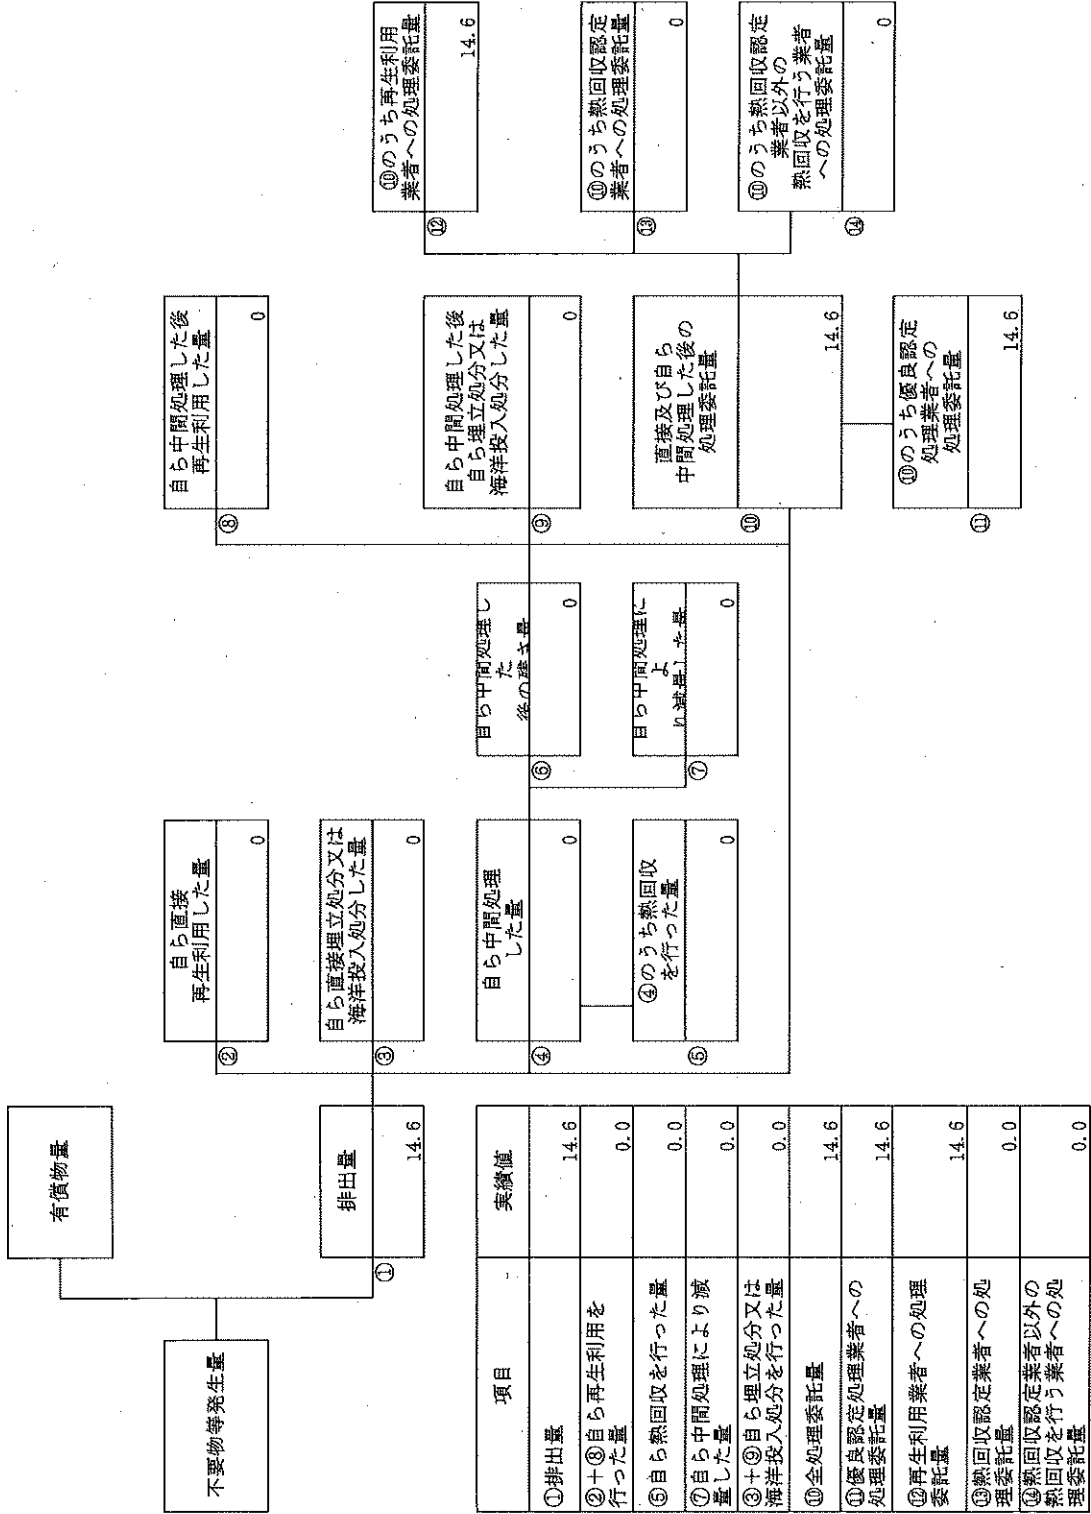 不要物等発生量
有償物量
排出量
①
14.6
自ら直接
再生利用した量
②
0
自ら直接埋立処分又は
海洋投入処分した量
③
0
自ら中間処理
した量
④
0
④のうち熱回収
を行った量
⑤
0
自ら中間処理し
た
後の残さ量
⑥
0
自ら中間処理に
よ
り減量した量
⑦
0
自ら中間処理した後
再生利用した量
⑧
0
自ら中間処理した後
自ら埋立処分又は
海洋投入処分した量
⑨
0
直接及び自ら
中間処理した後の
処理委託量
⑩
14.6
⑩のうち優良認定
処理業者への
処理委託量
⑪
14.6
⑩のうち再生利用
業者への処理委託量
⑫
14.6
⑩のうち熱回収認定
業者への処理委託量
⑬
0
⑩のうち熱回収認定
業者以外の
熱回収を行う業者
への処理委託量
⑭
0
項目 実績値
①排出量 14.6
②+⑧自ら再生利用を
行った量 0.0
⑤自ら熱回収を行った量 0.0
⑦自ら中間処理により減
量した量 0.0
③+⑨自ら埋立処分又は
海洋投入処分を行った量 0.0
⑩全処理委託量 14.6
⑪優良認定処理業者への
処理委託量 14.6
⑫再生利用業者への処理
委託量 14.6
⑬熱回収認定業者への処
理委託量 0.0
⑭熱回収認定業者以外の
熱回収を行う業者への処
理委託量 0.0